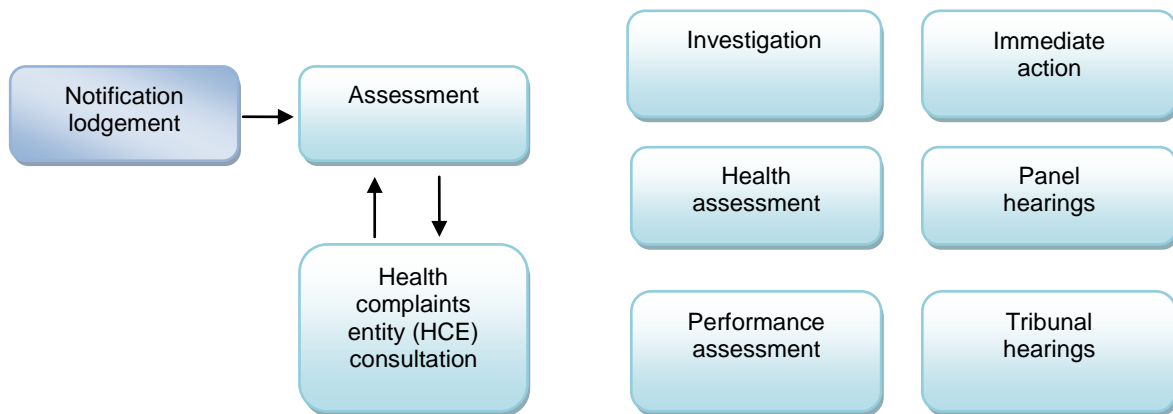 Notification
lodgement
Assessment
Health
complaints
entity (HCE)
consultation
Investigation
Immediate
action
Health
assessment
Panel
hearings
Performance
assessment
Tribunal
hearings